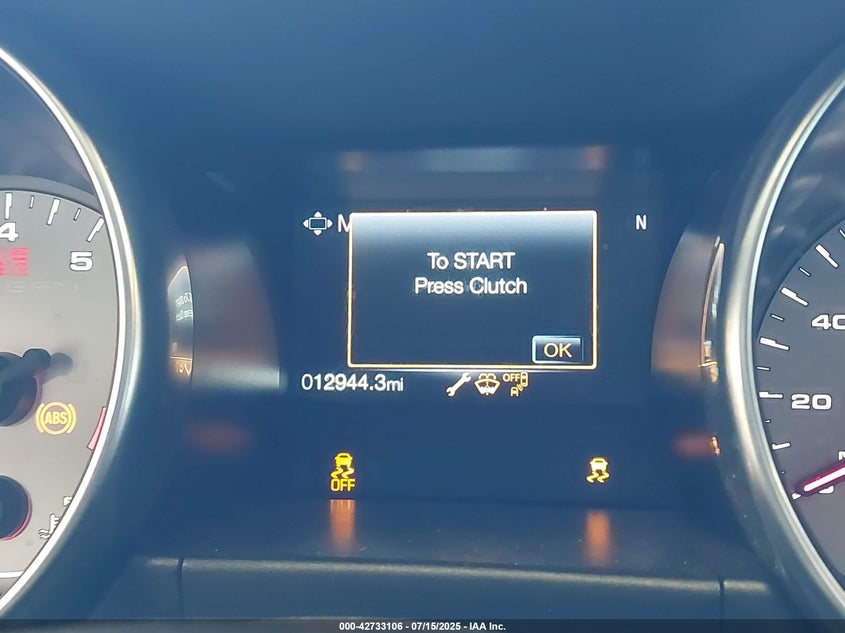 M
N
To START
Press Clutch
OK
012944.3mi
OFF
ABS
OFF
4
5
40
20
000-42733106 - 07/15/2025 - IAA Inc.